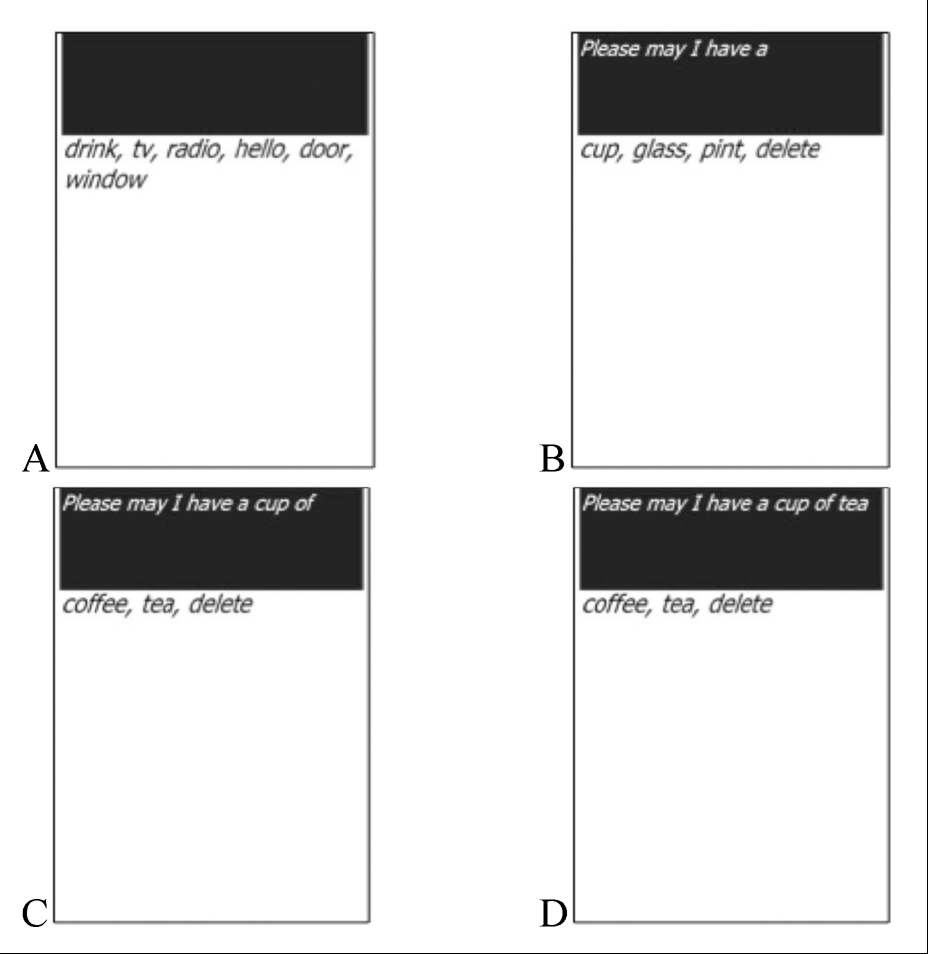 drink, tv, radio, hello, door,
window
A
Please may I have a
cup, glass, pint, delete
B
Please may I have a cup of
coffee, tea, delete
C
Please may I have a cup of tea
coffee, tea, delete
D